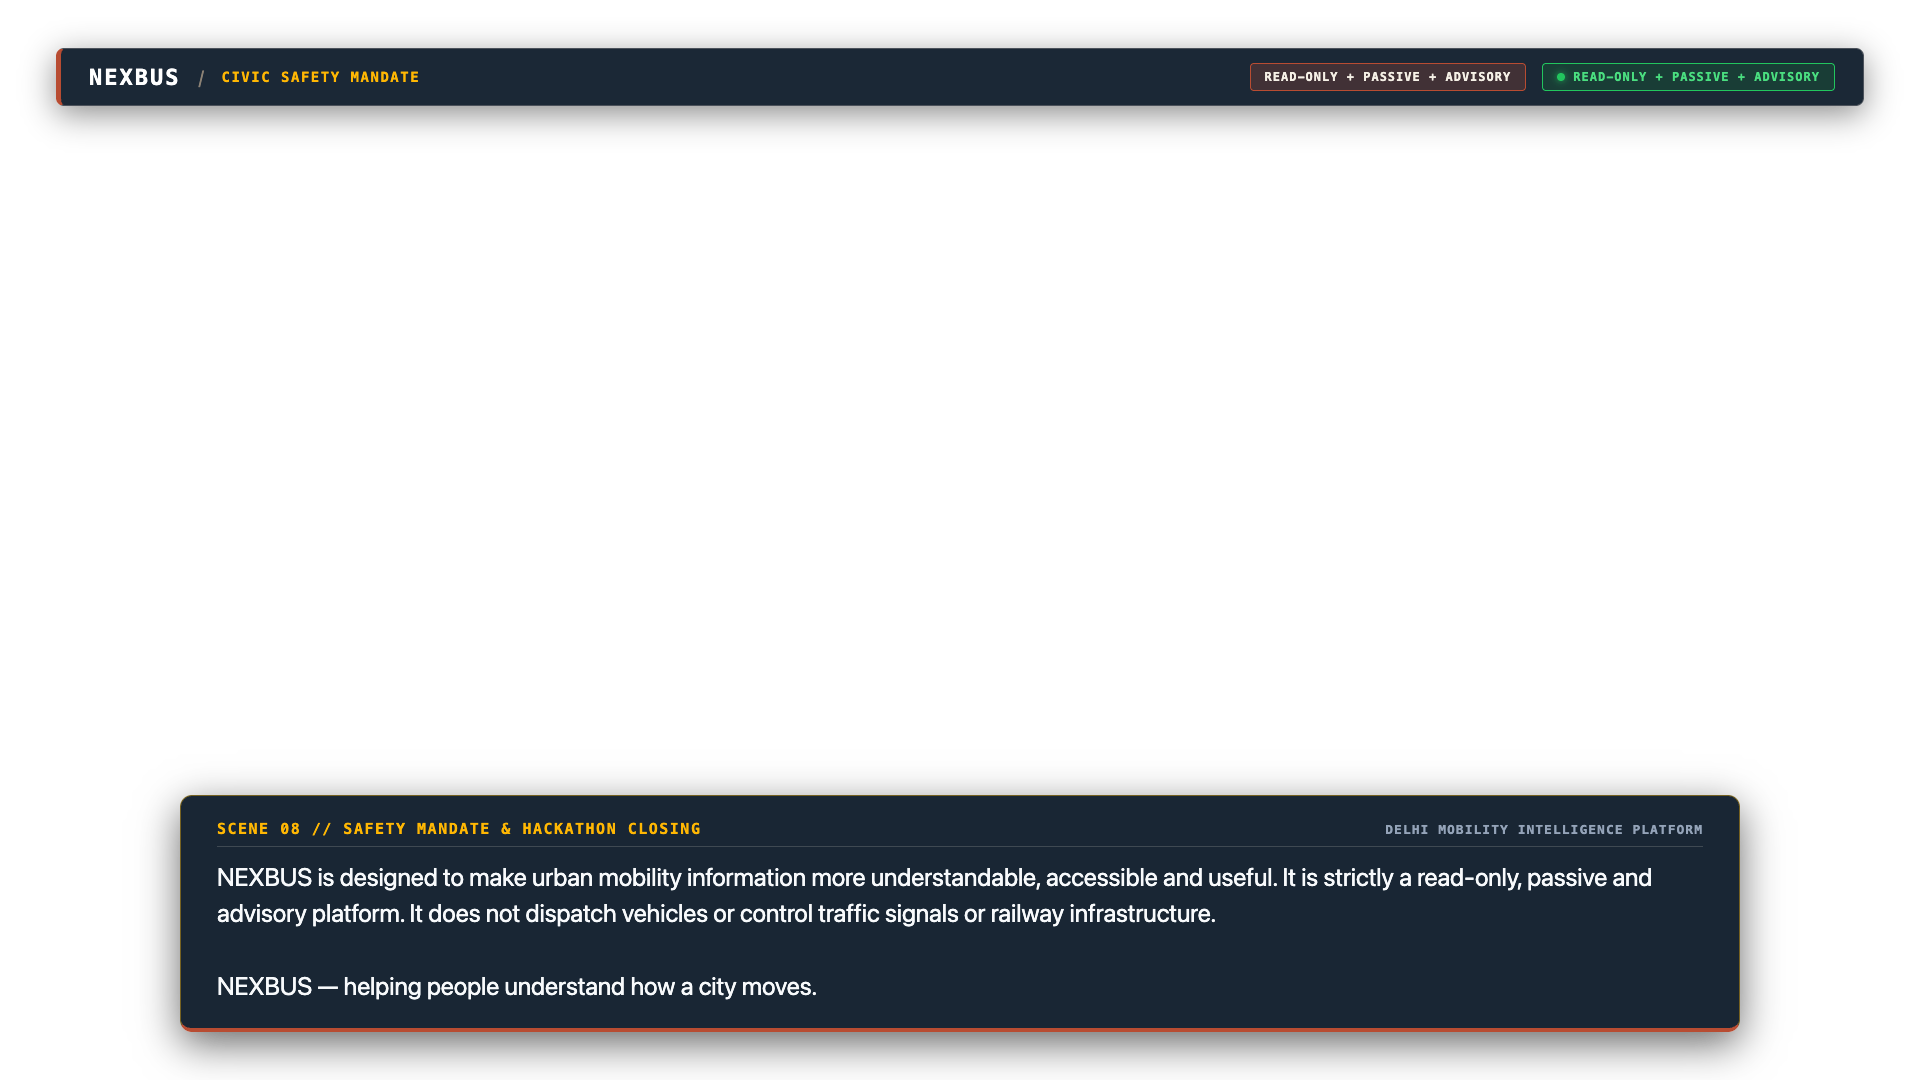 NEXBUS / CIVIC SAFETY MANDATE
READ-ONLY + PASSIVE + ADVISORY
READ-ONLY + PASSIVE + ADVISORY
SCENE 08 // SAFETY MANDATE & HACKATHON CLOSING
DELHI MOBILITY INTELLIGENCE PLATFORM
NEXBUS is designed to make urban mobility information more understandable, accessible and useful. It is strictly a read-only, passive and
advisory platform. It does not dispatch vehicles or control traffic signals or railway infrastructure.
NEXBUS — helping people understand how a city moves.